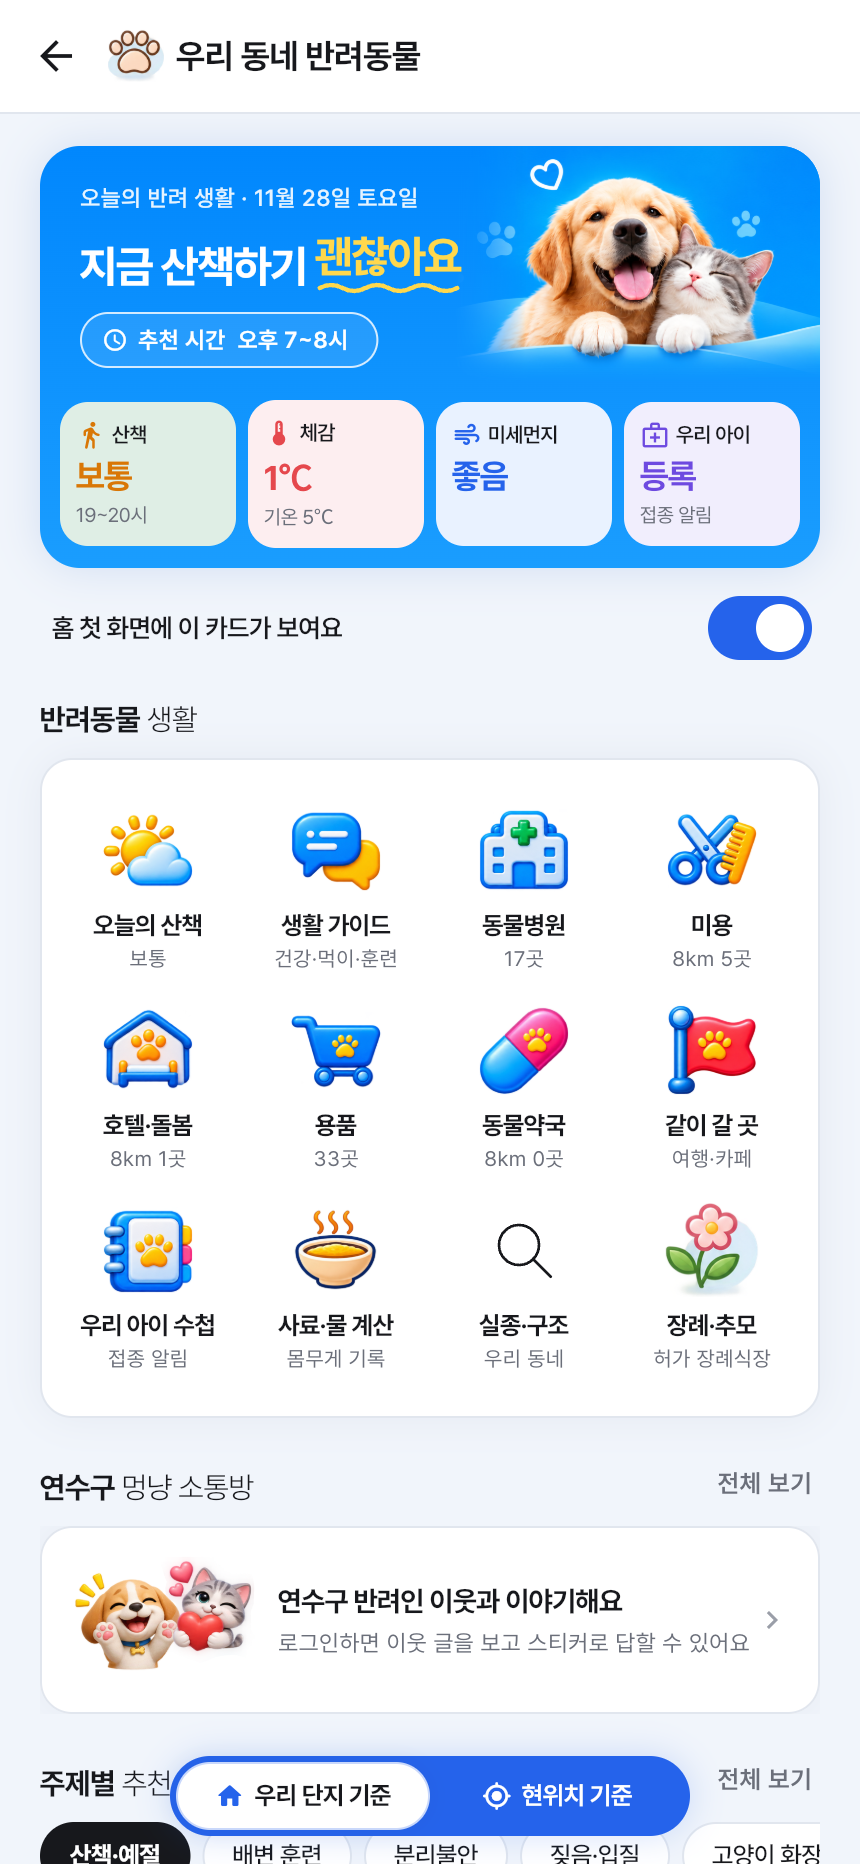 우리 동네 반려동물
오늘의 반려 생활 · 11월 28일 토요일
지금 산책하기 괜찮아요
추천 시간 오후 7~8시
산책
보통
19~20시
체감
1°C
기온 5°C
미세먼지
좋음
우리 아이
등록
접종 알림
홈 첫 화면에 이 카드가 보여요
반려동물 생활
오늘의 산책
보통
생활 가이드
건강·먹이·훈련
동물병원
17곳
미용
8km 5곳
호텔·돌봄
8km 1곳
용품
33곳
동물약국
8km 0곳
같이 갈 곳
여행·카페
우리 아이 수첩
접종 알림
사료·물 계산
몸무게 기록
실종·구조
우리 동네
장례·추모
허가 장례식장
연수구 멍냥 소통방
전체 보기
연수구 반려인 이웃과 이야기해요
로그인하면 이웃 글을 보고 스티커로 답할 수 있어요
주제별 추천
전체 보기
우리 단지 기준
현위치 기준
산책·예절
배변 훈련
분리불안
짖음·입질
고양이 화장